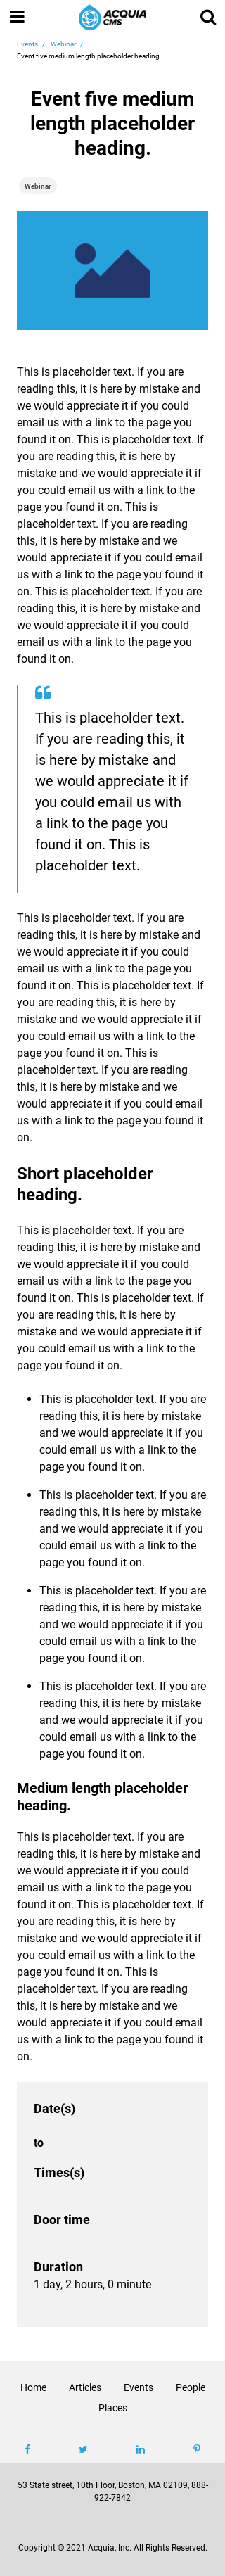 ACQUIA
CMS
Events / Webinar /
Event five medium length placeholder heading.
Event five medium
length placeholder
heading.
Webinar
This is placeholder text. If you are
reading this, it is here by mistake and
we would appreciate it if you could
email us with a link to the page you
found it on. This is placeholder text. If
you are reading this, it is here by
mistake and we would appreciate it if
you could email us with a link to the
page you found it on. This is
placeholder text. If you are reading
this, it is here by mistake and we
would appreciate it if you could email
us with a link to the page you found it
on. This is placeholder text. If you are
reading this, it is here by mistake and
we would appreciate it if you could
email us with a link to the page you
found it on.
This is placeholder text.
If you are reading this, it
is here by mistake and
we would appreciate it if
you could email us with
a link to the page you
found it on. This is
placeholder text.
This is placeholder text. If you are
reading this, it is here by mistake and
we would appreciate it if you could
email us with a link to the page you
found it on. This is placeholder text. If
you are reading this, it is here by
mistake and we would appreciate it if
you could email us with a link to the
page you found it on. This is
placeholder text. If you are reading
this, it is here by mistake and we
would appreciate it if you could email
us with a link to the page you found it
on.
Short placeholder
heading.
This is placeholder text. If you are
reading this, it is here by mistake and
we would appreciate it if you could
email us with a link to the page you
found it on. This is placeholder text. If
you are reading this, it is here by
mistake and we would appreciate it if
you could email us with a link to the
page you found it on.
• This is placeholder text. If you are
reading this, it is here by mistake
and we would appreciate it if you
could email us with a link to the
page you found it on.
• This is placeholder text. If you are
reading this, it is here by mistake
and we would appreciate it if you
could email us with a link to the
page you found it on.
• This is placeholder text. If you are
reading this, it is here by mistake
and we would appreciate it if you
could email us with a link to the
page you found it on.
• This is placeholder text. If you are
reading this, it is here by mistake
and we would appreciate it if you
could email us with a link to the
page you found it on.
Medium length placeholder
heading.
This is placeholder text. If you are
reading this, it is here by mistake and
we would appreciate it if you could
email us with a link to the page you
found it on. This is placeholder text. If
you are reading this, it is here by
mistake and we would appreciate it if
you could email us with a link to the
page you found it on. This is
placeholder text. If you are reading
this, it is here by mistake and we
would appreciate it if you could email
us with a link to the page you found it
on.
Date(s)
to
Times(s)
Door time
Duration
1 day, 2 hours, 0 minute
Home Articles Events People
Places
53 State street, 10th Floor, Boston, MA 02109, 888-
922-7842
Copyright © 2021 Acquia, Inc. All Rights Reserved.